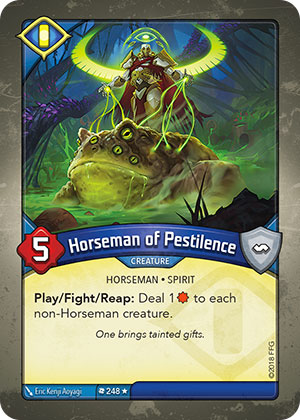 Horseman of Pestilence
CREATURE
5
HORSEMAN • SPIRIT
Play/Fight/Reap: Deal 1 to each
non-Horseman creature.
One brings tainted gifts.
Eric Kenji Aoyagi
248
©2018 FFG